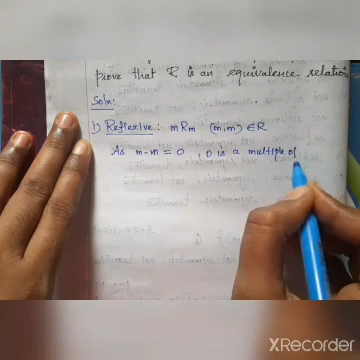 prove that R is an equivalence relation
Soln:
1) Reflexive: mRm (m,m) ∈ R
As m-m = 0 , 0 is a multiple of
XRecorder